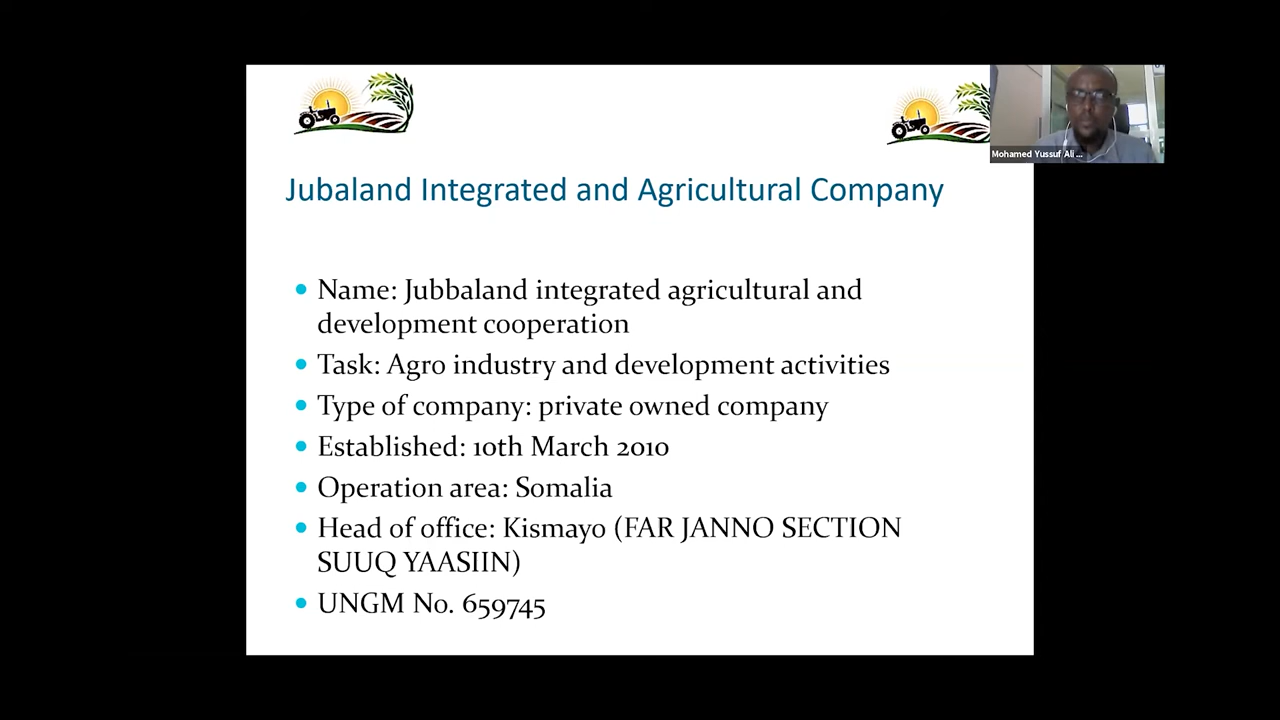 Mohamed Yussuf Ali ...
Jubaland Integrated and Agricultural Company
Name: Jubbaland integrated agricultural and
development cooperation
Task: Agro industry and development activities
Type of company: private owned company
Established: 10th March 2010
Operation area: Somalia
Head of office: Kismayo (FAR JANNO SECTION
SUUQ YAASIIN)
UNGM No. 659745